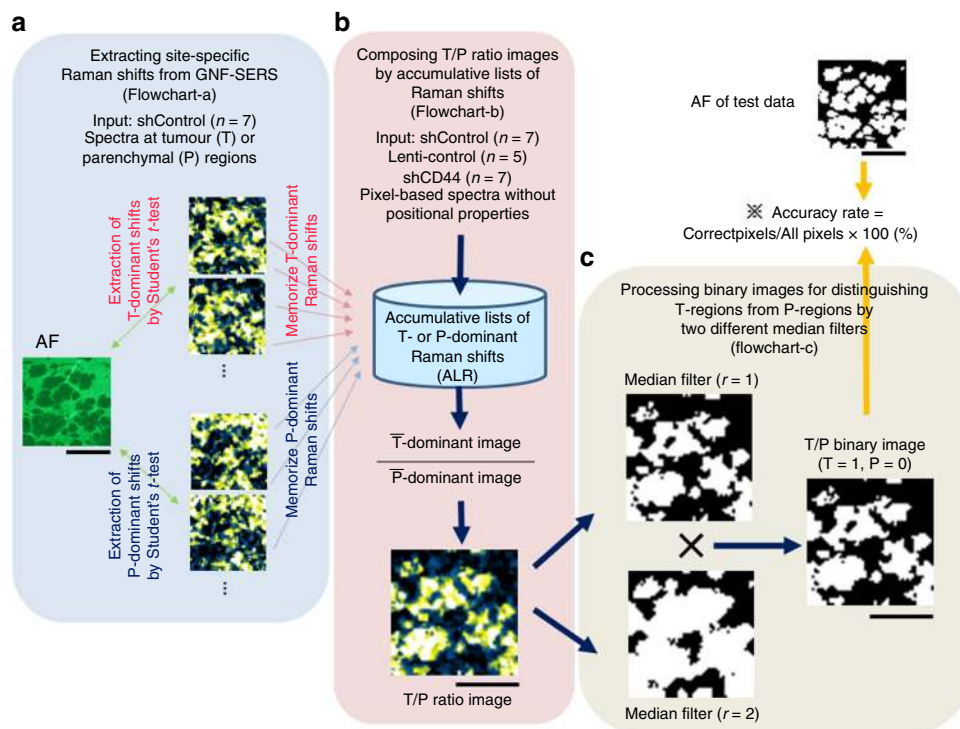 a
Extracting site-specific
Raman shifts from GNF-SERS
(Flowchart-a)
Input: shControl (n = 7)
Spectra at tumour (T) or
parenchymal (P) regions
Extraction of
T-dominant shifts
by Student's t-test
Memorize T-dominant
Raman shifts
AF
...
Extraction of
P-dominant shifts
by Student's t-test
Memorize P-dominant
Raman shifts
...
b
Composing T/P ratio images
by accumulative lists of
Raman shifts
(Flowchart-b)
Input: shControl (n = 7)
Lenti-control (n = 5)
shCD44 (n = 7)
Pixel-based spectra without
positional properties
Accumulative lists of
T- or P-dominant
Raman shifts
(ALR)
T̅-dominant image
P̅-dominant image
T/P ratio image
AF of test data
※ Accuracy rate =
Correctpixels/All pixels × 100 (%)
c
Processing binary images for distinguishing
T-regions from P-regions by
two different median filters
(flowchart-c)
Median filter (r = 1)
×
Median filter (r = 2)
T/P binary image
(T = 1, P = 0)